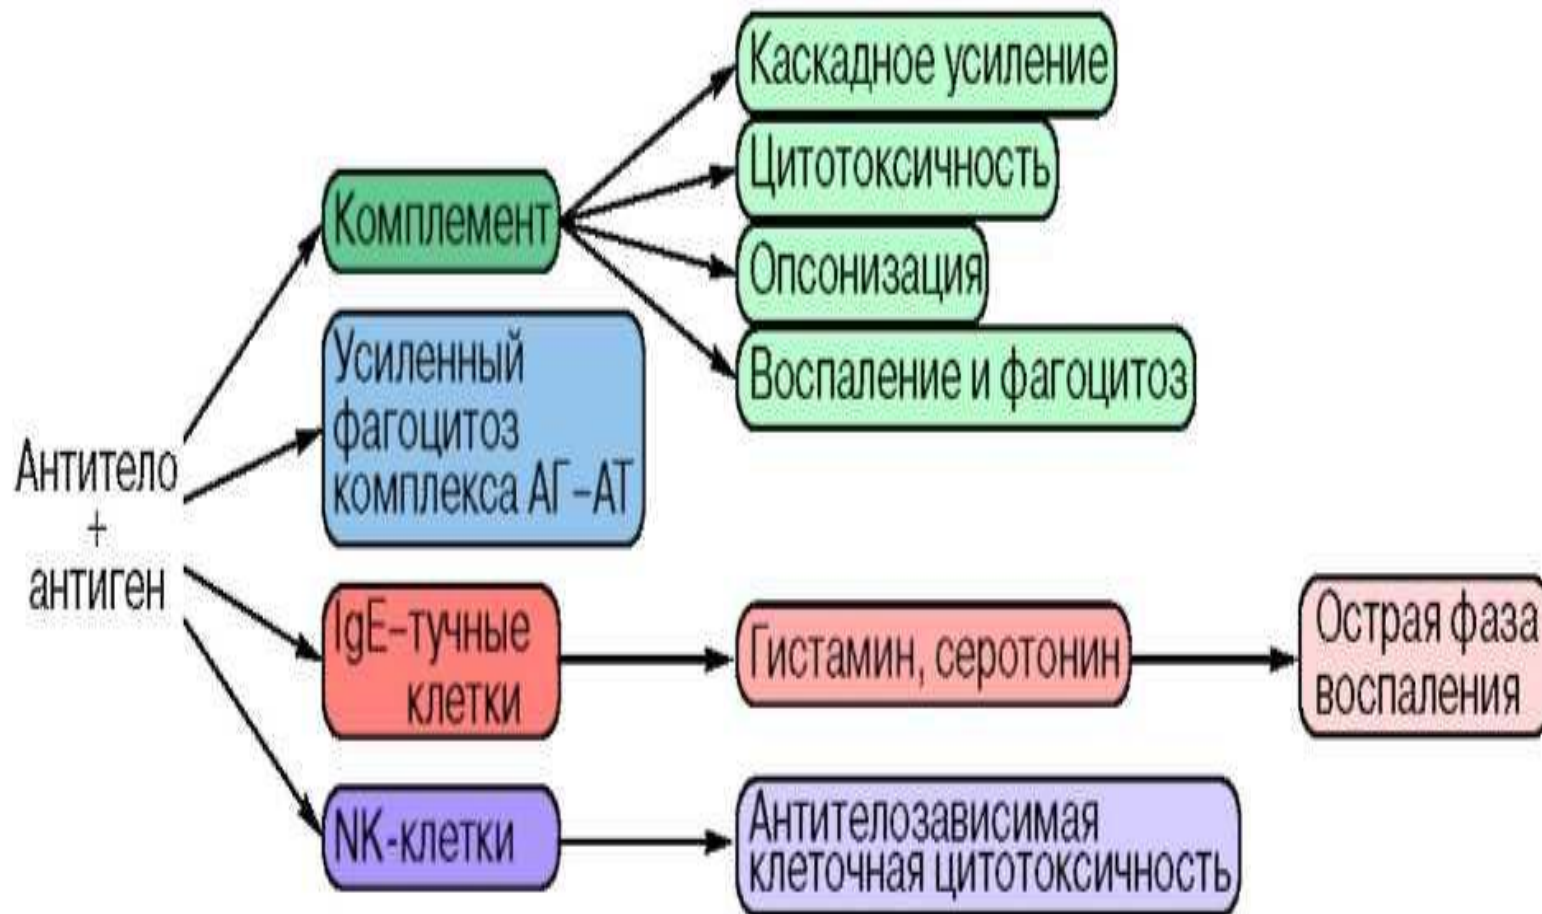 Антитело
+
антиген
Комплемент
Каскадное усиление
Цитотоксичность
Опсонизация
Воспаление и фагоцитоз
Усиленный
фагоцитоз
комплекса АГ–АТ
IgE–тучные
клетки
Гистамин, серотонин
Острая фаза
воспаления
NK-клетки
Антителозависимая
клеточная цитотоксичность